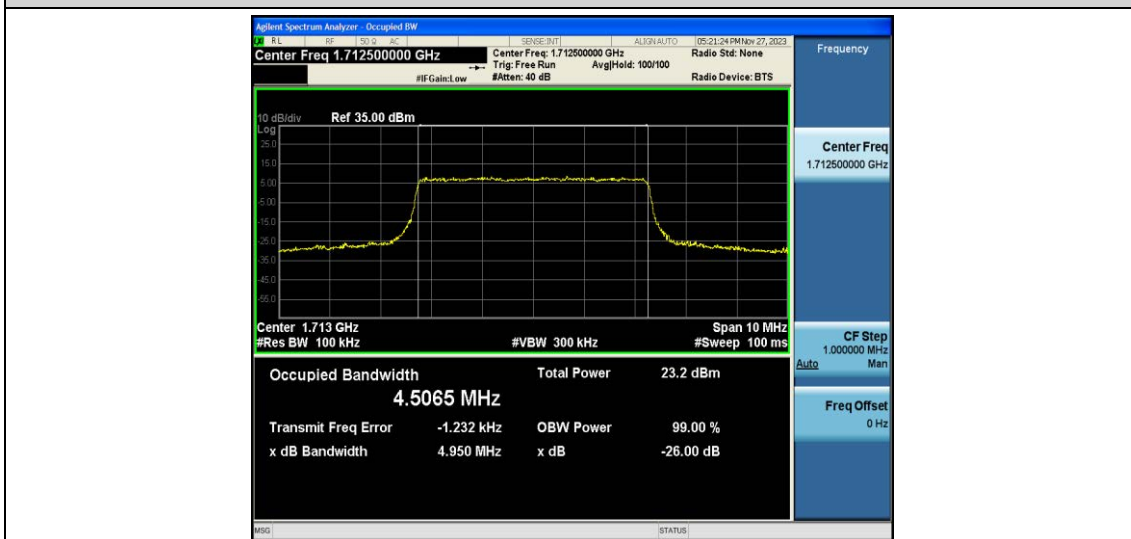 Agilent Spectrum Analyzer - Occupied BW
RL RF 50 Ω AC SENSE:INT ALIGN AUTO 05:21:24 PM Nov 27, 2023
Center Freq 1.712500000 GHz
Center Freq: 1.712500000 GHz
Radio Std: None
Trig: Free Run Avg|Hold: 100/100
#IFGain:Low
#Atten: 40 dB
Radio Device: BTS
Frequency
10 dB/div Ref 35.00 dBm
Log
25.0
15.0
5.00
-5.00
-15.0
-25.0
-35.0
-45.0
-55.0
Center Freq
1.712500000 GHz
Center 1.713 GHz Span 10 MHz
#Res BW 100 kHz #VBW 300 kHz #Sweep 100 ms
CF Step
1.000000 MHz
Auto Man
Occupied Bandwidth Total Power 23.2 dBm
4.5065 MHz
Transmit Freq Error -1.232 kHz OBW Power 99.00 %
x dB Bandwidth 4.950 MHz x dB -26.00 dB
Freq Offset
0 Hz
MSG STATUS